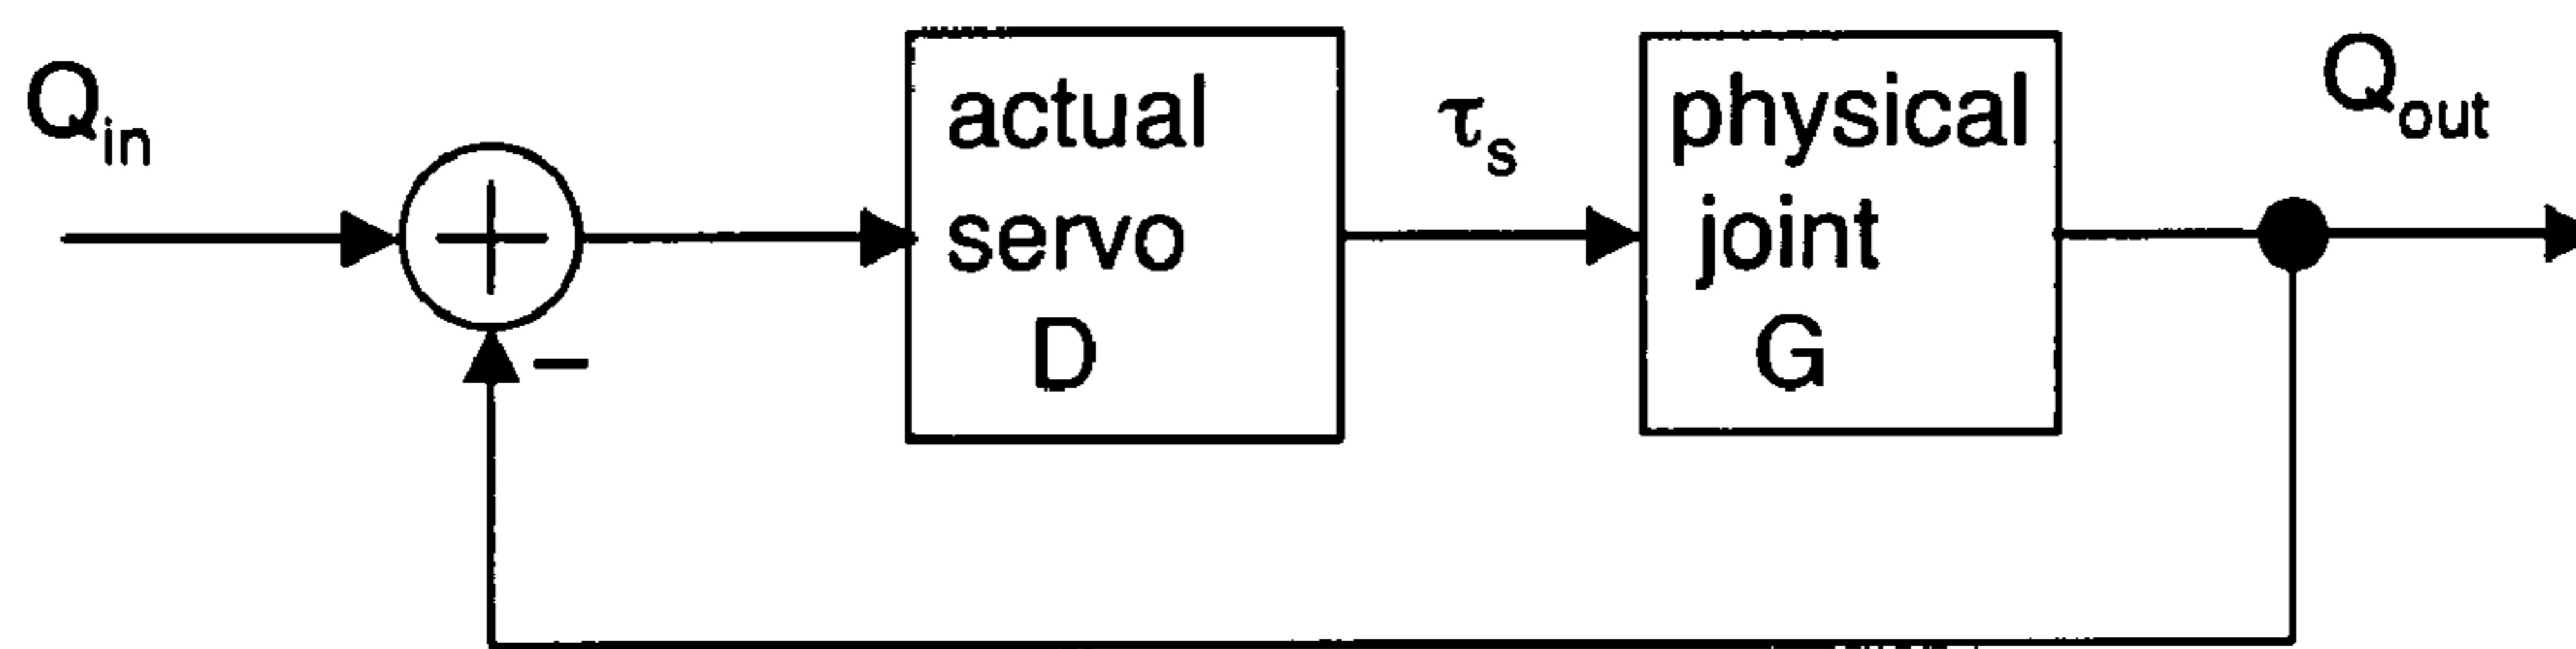 Q_in
actual
servo
D
τ_s
physical
joint
G
Q_out
+
−